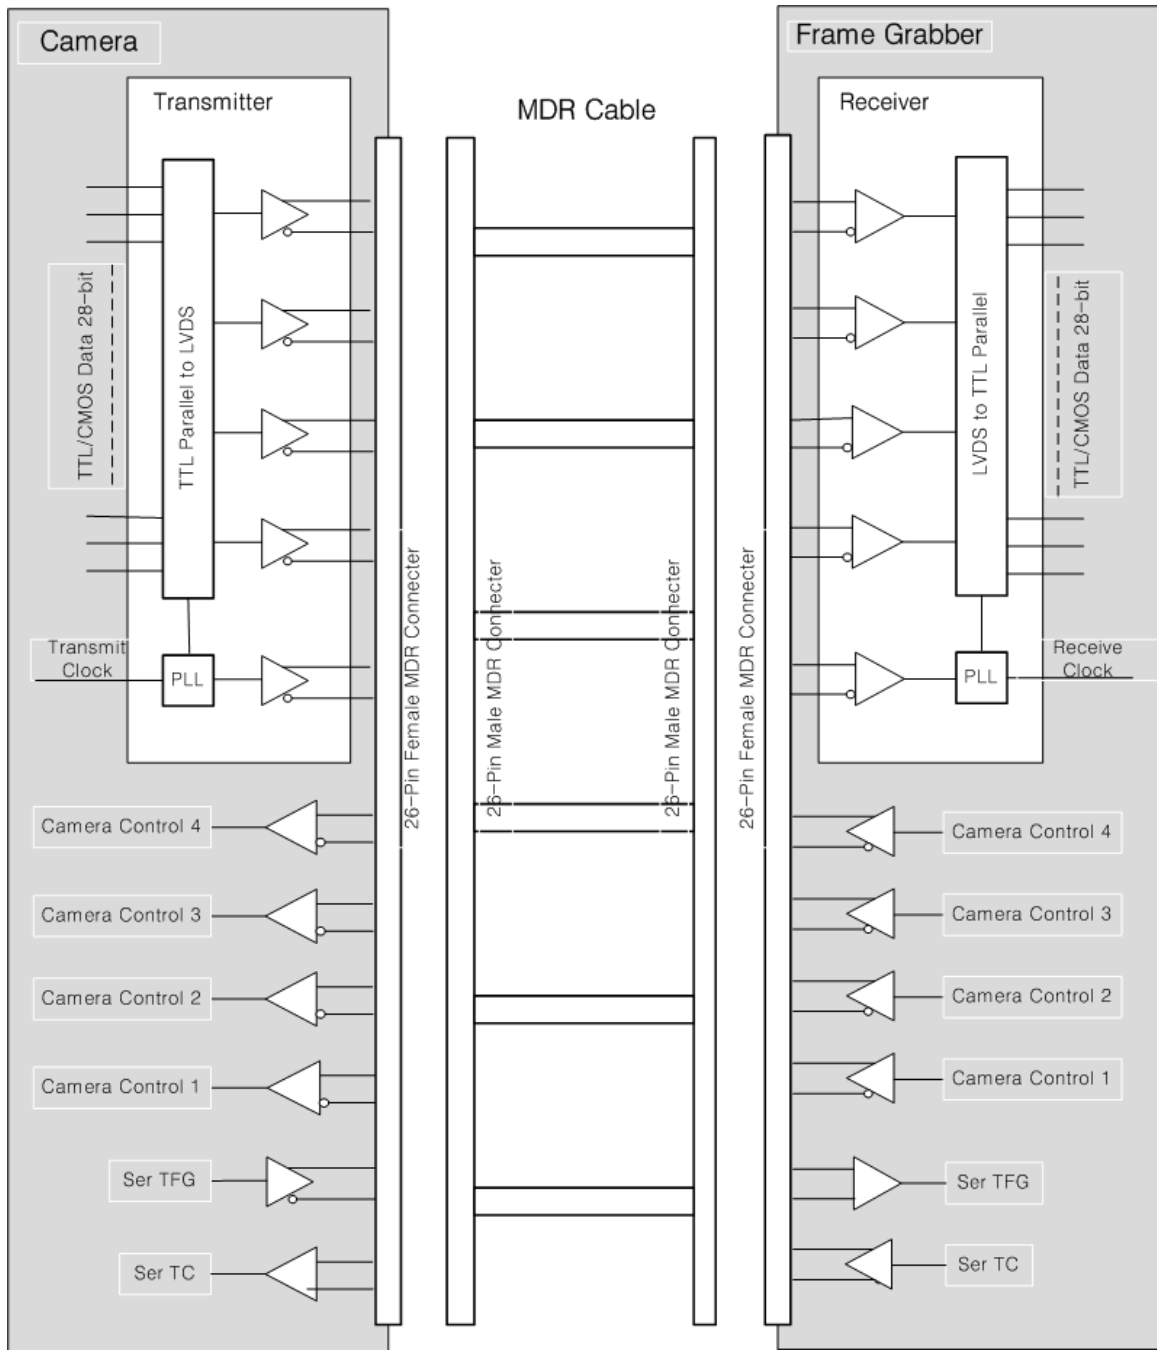 Camera
Frame Grabber
Transmitter
MDR Cable
Receiver
TTL/CMOS Data 28-bit
TTL Parallel to LVDS
LVDS to TTL Parallel
TTL/CMOS Data 28-bit
26-Pin Female MDR Connecter
26-Pin Male MDR Connecter
26-Pin Male MDR Connecter
26-Pin Female MDR Connecter
Transmit
Clock
PLL
PLL
Receive
Clock
Camera Control 4
Camera Control 4
Camera Control 3
Camera Control 3
Camera Control 2
Camera Control 2
Camera Control 1
Camera Control 1
Ser TFG
Ser TFG
Ser TC
Ser TC